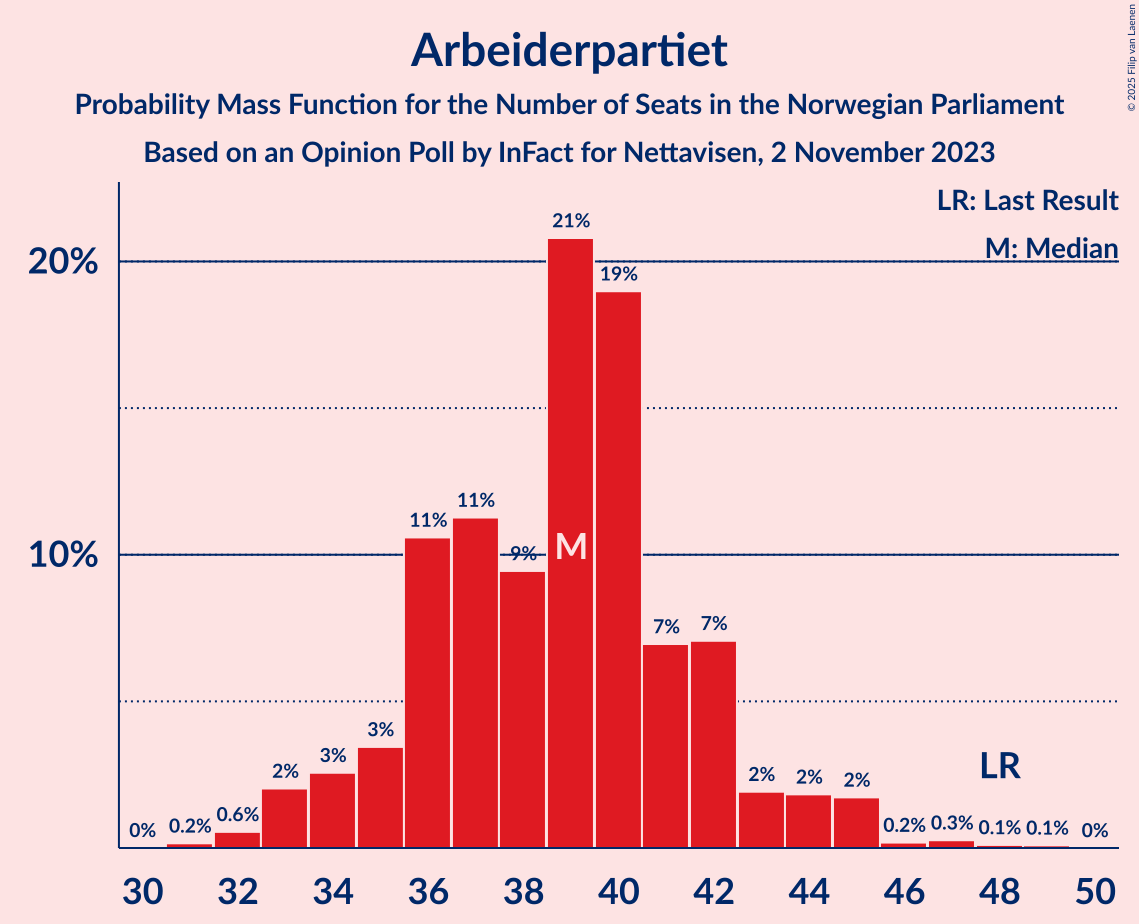 Arbeiderpartiet
Probability Mass Function for the Number of Seats in the Norwegian Parliament
Based on an Opinion Poll by InFact for Nettavisen, 2 November 2023
© 2025 Filip van Laenen
LR: Last Result
M: Median
20%
10%
0%
0.2%
0.6%
2%
3%
3%
11%
11%
9%
21%
19%
7%
7%
2%
2%
2%
0.2%
0.3%
0.1%
0.1%
0%
M
LR
30 32 34 36 38 40 42 44 46 48 50